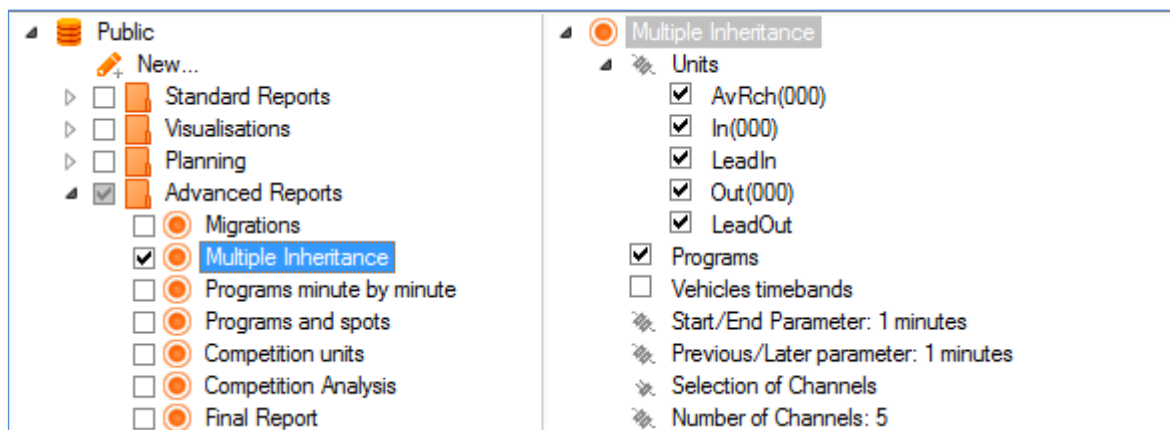 Public
New...
Standard Reports
Visualisations
Planning
Advanced Reports
Migrations
Multiple Inheritance
Programs minute by minute
Programs and spots
Competition units
Competition Analysis
Final Report
Multiple Inheritance
Units
AvRch(000)
In(000)
LeadIn
Out(000)
LeadOut
Programs
Vehicles timebands
Start/End Parameter: 1 minutes
Previous/Later parameter: 1 minutes
Selection of Channels
Number of Channels: 5